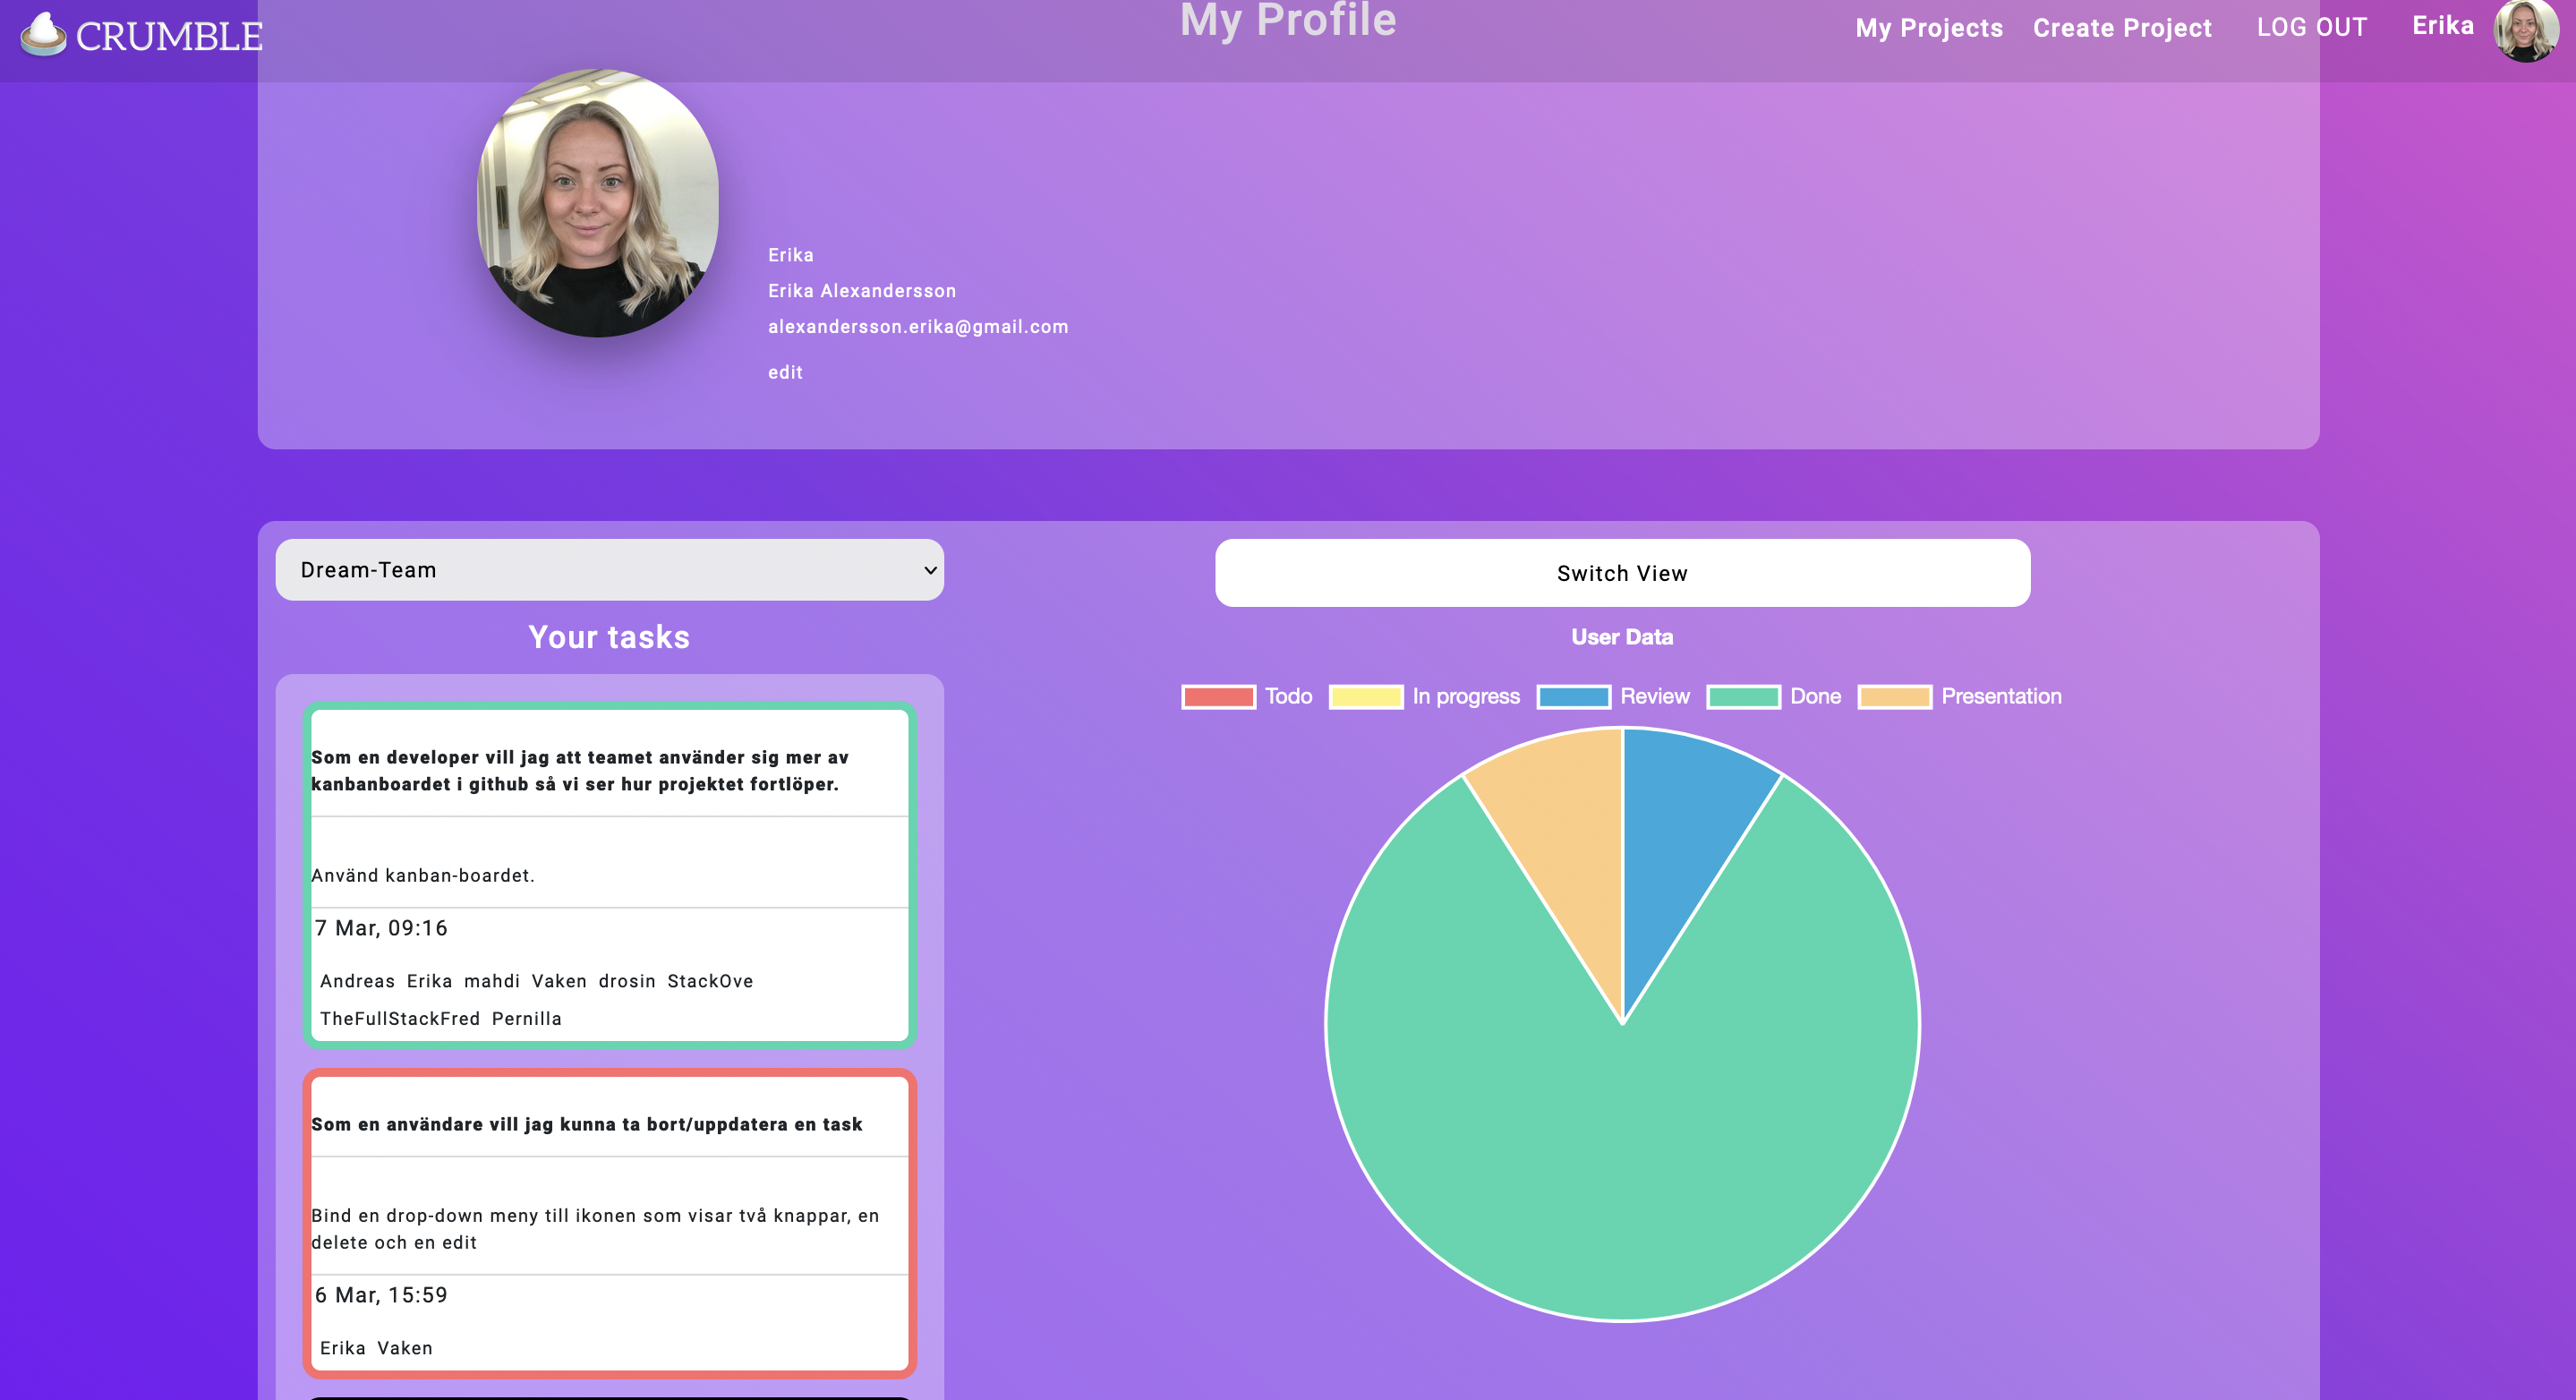 CRUMBLE
My Profile
My Projects Create Project LOG OUT Erika
Erika
Erika Alexandersson
alexandersson.erika@gmail.com
edit
Dream-Team
Your tasks
Som en developer vill jag att teamet använder sig mer av
kanbanboardet i github så vi ser hur projektet fortlöper.
Använd kanban-boardet.
7 Mar, 09:16
Andreas Erika mahdi Vaken drosin StackOve
TheFullStackFred Pernilla
Som en användare vill jag kunna ta bort/uppdatera en task
Bind en drop-down meny till ikonen som visar två knappar, en
delete och en edit
6 Mar, 15:59
Erika Vaken
Switch View
User Data
Todo In progress Review Done Presentation